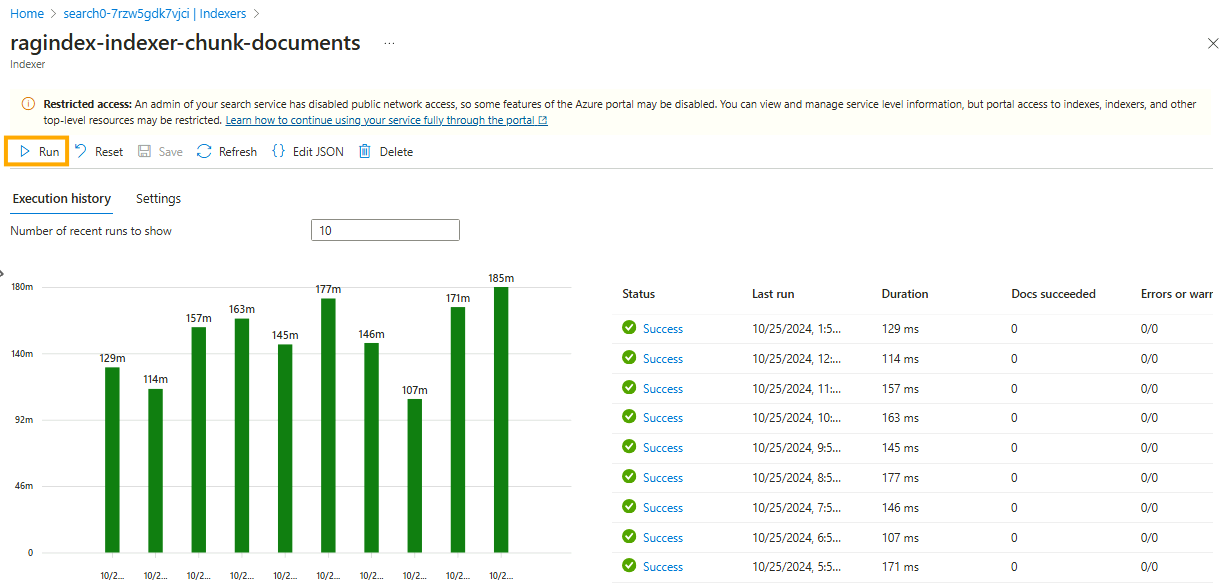 Home > search0-7rzw5gdk7vjci | Indexers >
ragindex-indexer-chunk-documents ...
Indexer
Restricted access: An admin of your search service has disabled public network access, so some features of the Azure portal may be disabled. You can view and manage service level information, but portal access to indexes, indexers, and other
top-level resources may be restricted. Learn how to continue using your service fully through the portal
Run Reset Save Refresh {} Edit JSON Delete
Execution history Settings
Number of recent runs to show 10
180m
140m
92m
46m
0
129m
114m
157m
163m
145m
177m
146m
107m
171m
185m
10/2... 10/2... 10/2... 10/2... 10/2... 10/2... 10/2... 10/2... 10/2... 10/2...
Status Last run Duration Docs succeeded Errors or warr
Success 10/25/2024, 1:5... 129 ms 0 0/0
Success 10/25/2024, 12:... 114 ms 0 0/0
Success 10/25/2024, 11:... 157 ms 0 0/0
Success 10/25/2024, 10:... 163 ms 0 0/0
Success 10/25/2024, 9:5... 145 ms 0 0/0
Success 10/25/2024, 8:5... 177 ms 0 0/0
Success 10/25/2024, 7:5... 146 ms 0 0/0
Success 10/25/2024, 6:5... 107 ms 0 0/0
Success 10/25/2024, 5:5... 171 ms 0 0/0